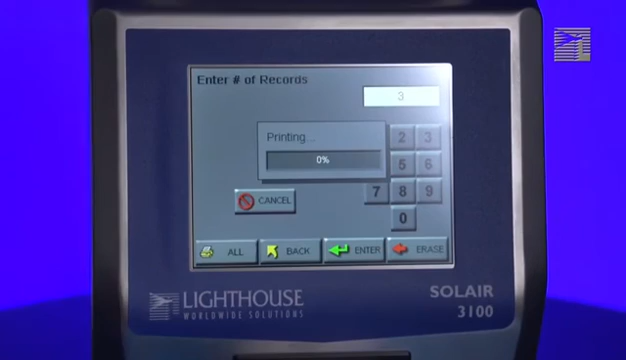 Enter # of Records
3
Printing...
0%
2 3
5 6
7 8 9
0
CANCEL
ALL BACK ENTER ERASE
LIGHTHOUSE
WORLDWIDE SOLUTIONS
SOLAIR
3100